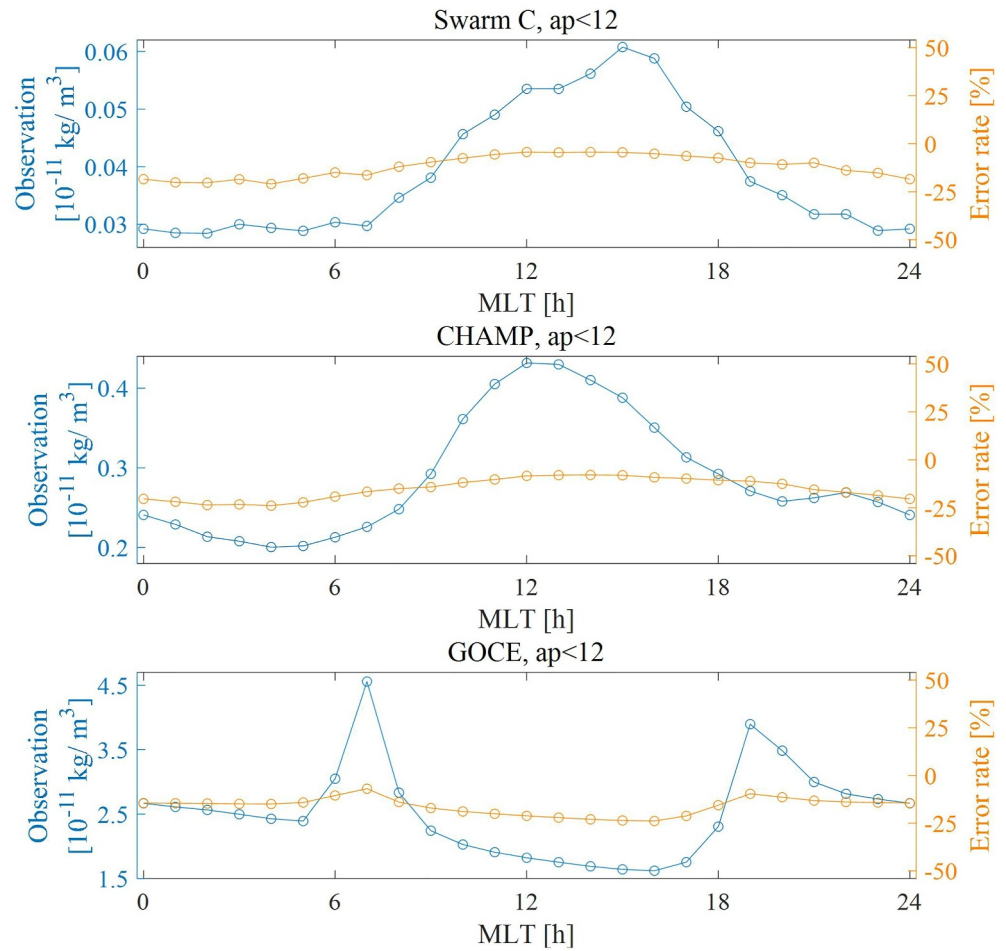 Swarm C, ap<12
Observation
[10⁻¹¹ kg/ m³]
0.06
0.05
0.04
0.03
50
25
0
-25
-50
Error rate [%]
0 6 12 18 24
MLT [h]
CHAMP, ap<12
Observation
[10⁻¹¹ kg/ m³]
0.4
0.3
0.2
50
25
0
-25
-50
Error rate [%]
0 6 12 18 24
MLT [h]
GOCE, ap<12
Observation
[10⁻¹¹ kg/ m³]
4.5
3.5
2.5
1.5
50
25
0
-25
-50
Error rate [%]
0 6 12 18 24
MLT [h]